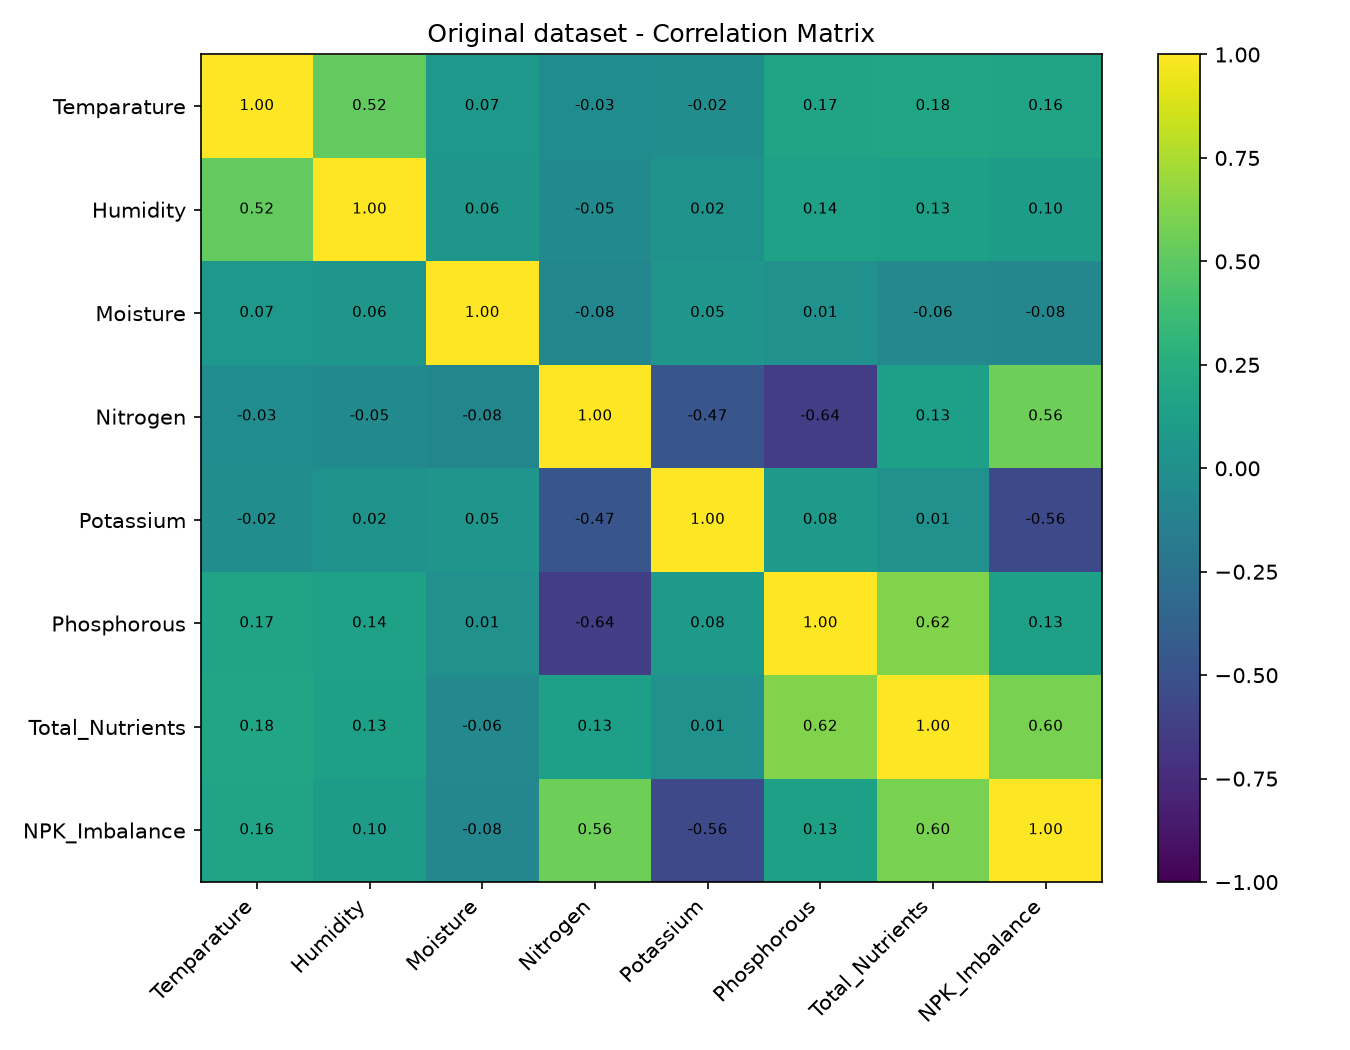 Original dataset - Correlation Matrix
Temparature 1.00 0.52 0.07 -0.03 -0.02 0.17 0.18 0.16
Humidity 0.52 1.00 0.06 -0.05 0.02 0.14 0.13 0.10
Moisture 0.07 0.06 1.00 -0.08 0.05 0.01 -0.06 -0.08
Nitrogen -0.03 -0.05 -0.08 1.00 -0.47 -0.64 0.13 0.56
Potassium -0.02 0.02 0.05 -0.47 1.00 0.08 0.01 -0.56
Phosphorous 0.17 0.14 0.01 -0.64 0.08 1.00 0.62 0.13
Total_Nutrients 0.18 0.13 -0.06 0.13 0.01 0.62 1.00 0.60
NPK_Imbalance 0.16 0.10 -0.08 0.56 -0.56 0.13 0.60 1.00
Temparature
Humidity
Moisture
Nitrogen
Potassium
Phosphorous
Total_Nutrients
NPK_Imbalance
1.00
0.75
0.50
0.25
0.00
−0.25
−0.50
−0.75
−1.00